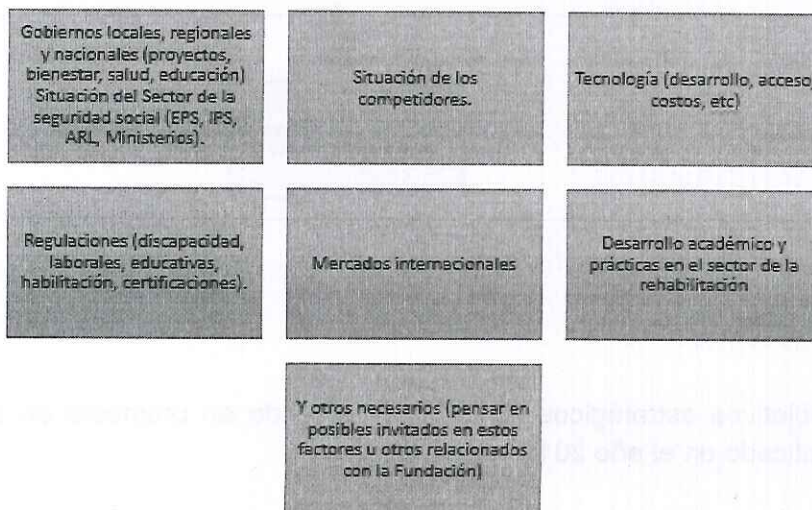 Gobiernos locales, regionales
y nacionales (proyectos,
bienestar, salud, educación)
Situación del Sector de la
seguridad social (EPS, IPS,
ARL, Ministerios).
Situación de los
competidores.
Tecnología (desarrollo, acceso,
costos, etc)
Regulaciones (discapacidad,
laborales, educativas,
habilitación, certificaciones).
Mercados internacionales
Desarrollo académico y
prácticas en el sector de la
rehabilitación
Y otros necesarios (pensar en
posibles invitados en estos
factores u otros relacionados
con la Fundación)